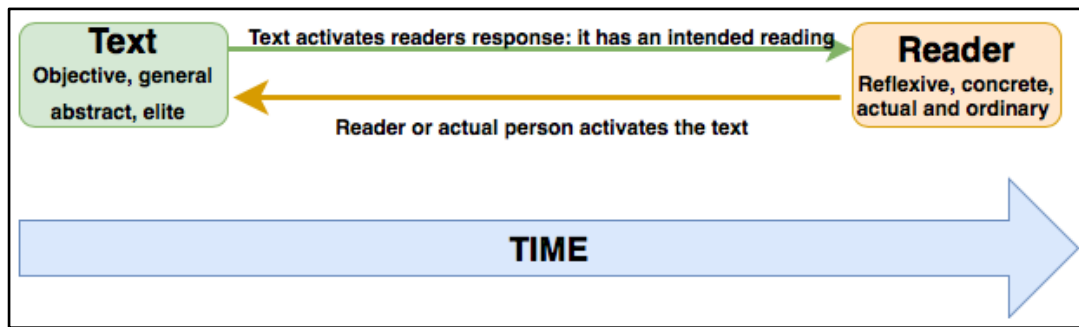 Text
Objective, general
abstract, elite
Text activates readers response: it has an intended reading
Reader
Reflexive, concrete,
actual and ordinary
Reader or actual person activates the text
TIME